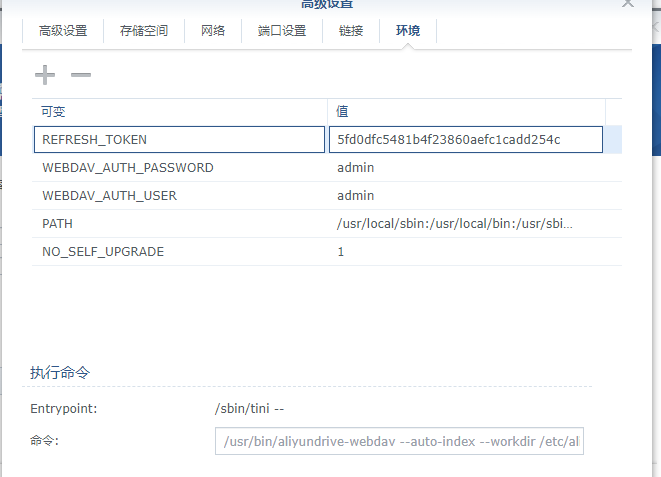 高级设置
高级设置 存储空间 网络 端口设置 链接 环境
可变 值
REFRESH_TOKEN 5fd0dfc5481b4f23860aefc1cadd254c
WEBDAV_AUTH_PASSWORD admin
WEBDAV_AUTH_USER admin
PATH /usr/local/sbin:/usr/local/bin:/usr/sbi...
NO_SELF_UPGRADE 1
执行命令
Entrypoint: /sbin/tini --
命令: /usr/bin/aliyundrive-webdav --auto-index --workdir /etc/al